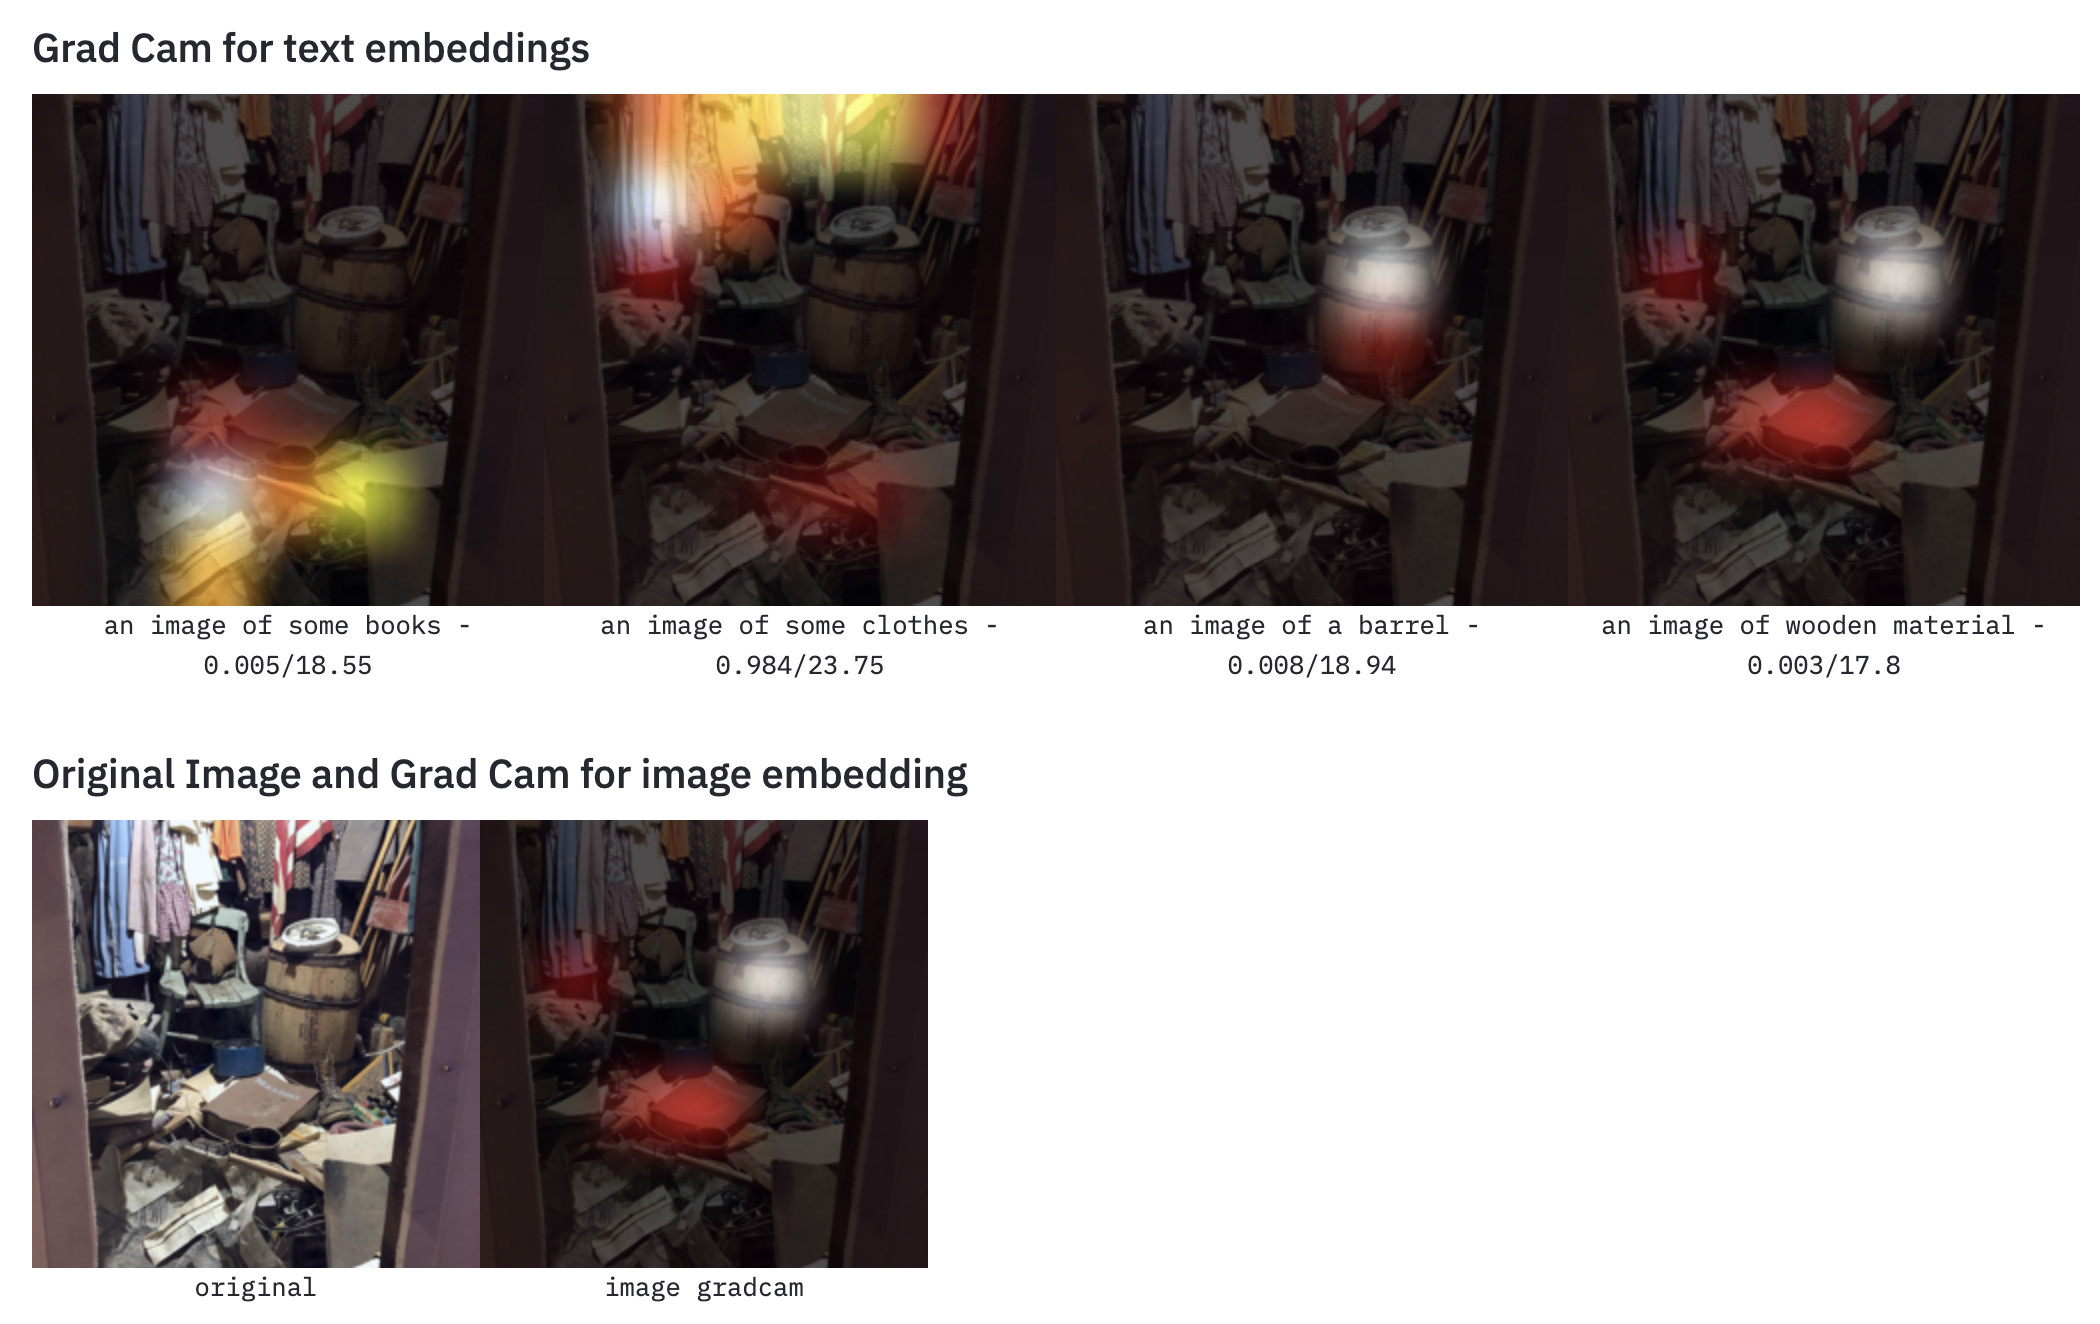 Grad Cam for text embeddings
an image of some books -
0.005/18.55
an image of some clothes -
0.984/23.75
an image of a barrel -
0.008/18.94
an image of wooden material -
0.003/17.8
Original Image and Grad Cam for image embedding
original
image gradcam